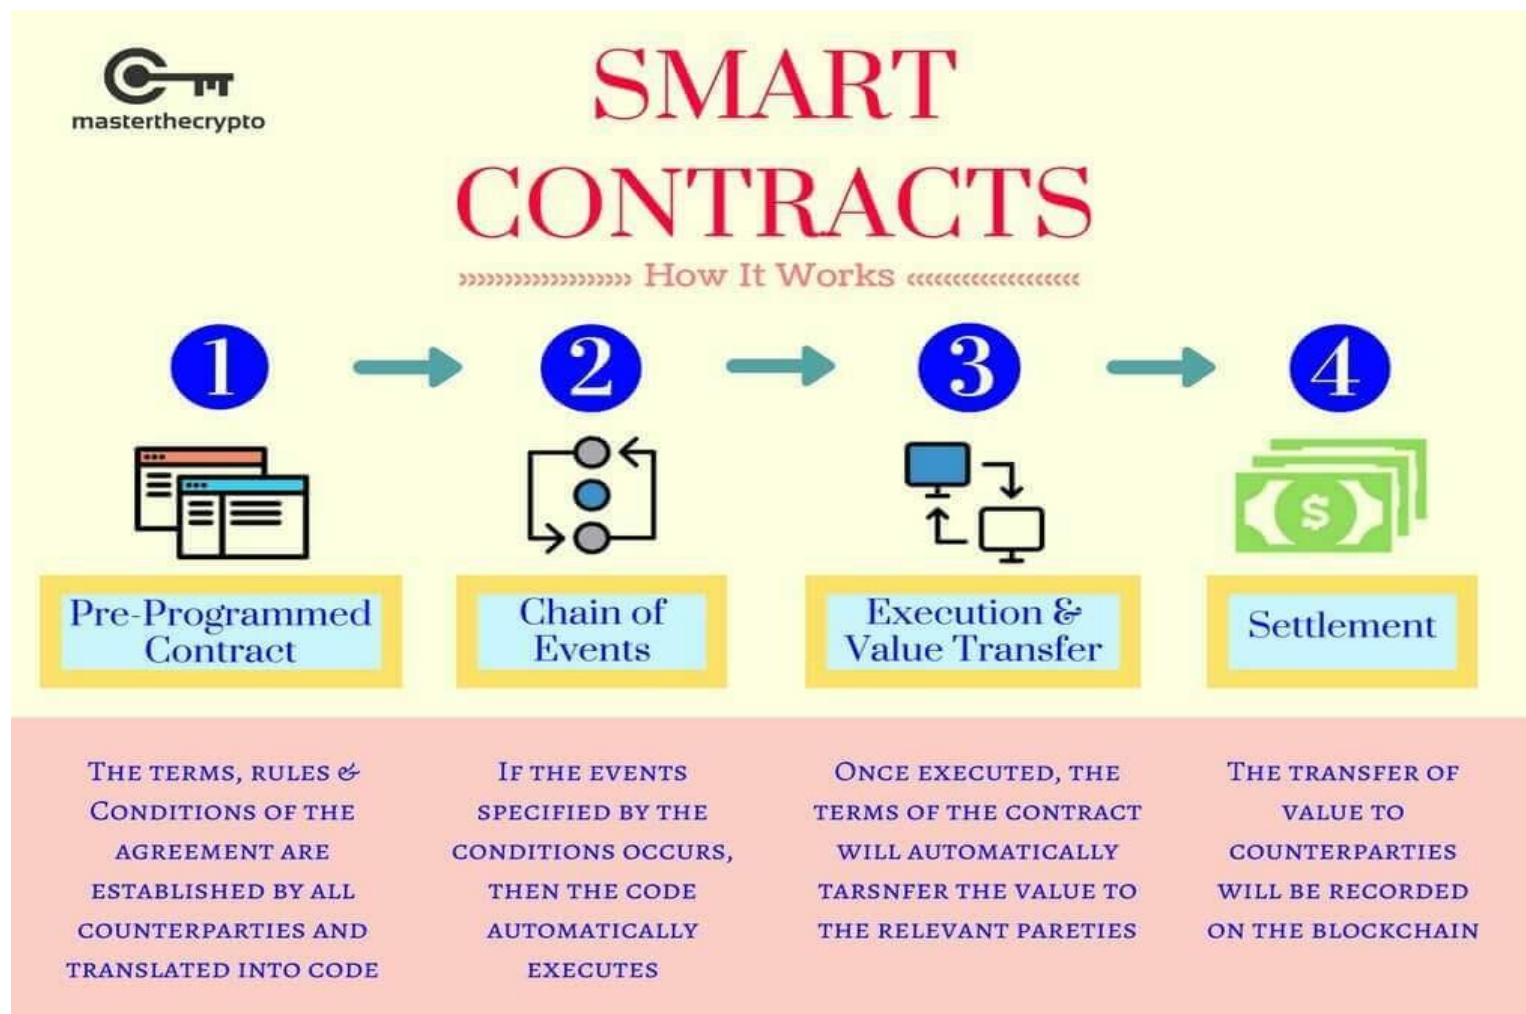 masterthecrypto
SMART
CONTRACTS
»»»»»»»»» How It Works «««««««««
1
2
3
4
$
Pre-Programmed
Contract
Chain of
Events
Execution &
Value Transfer
Settlement
THE TERMS, RULES &
CONDITIONS OF THE
AGREEMENT ARE
ESTABLISHED BY ALL
COUNTERPARTIES AND
TRANSLATED INTO CODE
IF THE EVENTS
SPECIFIED BY THE
CONDITIONS OCCURS,
THEN THE CODE
AUTOMATICALLY
EXECUTES
ONCE EXECUTED, THE
TERMS OF THE CONTRACT
WILL AUTOMATICALLY
TARSNFER THE VALUE TO
THE RELEVANT PARETIES
THE TRANSFER OF
VALUE TO
COUNTERPARTIES
WILL BE RECORDED
ON THE BLOCKCHAIN